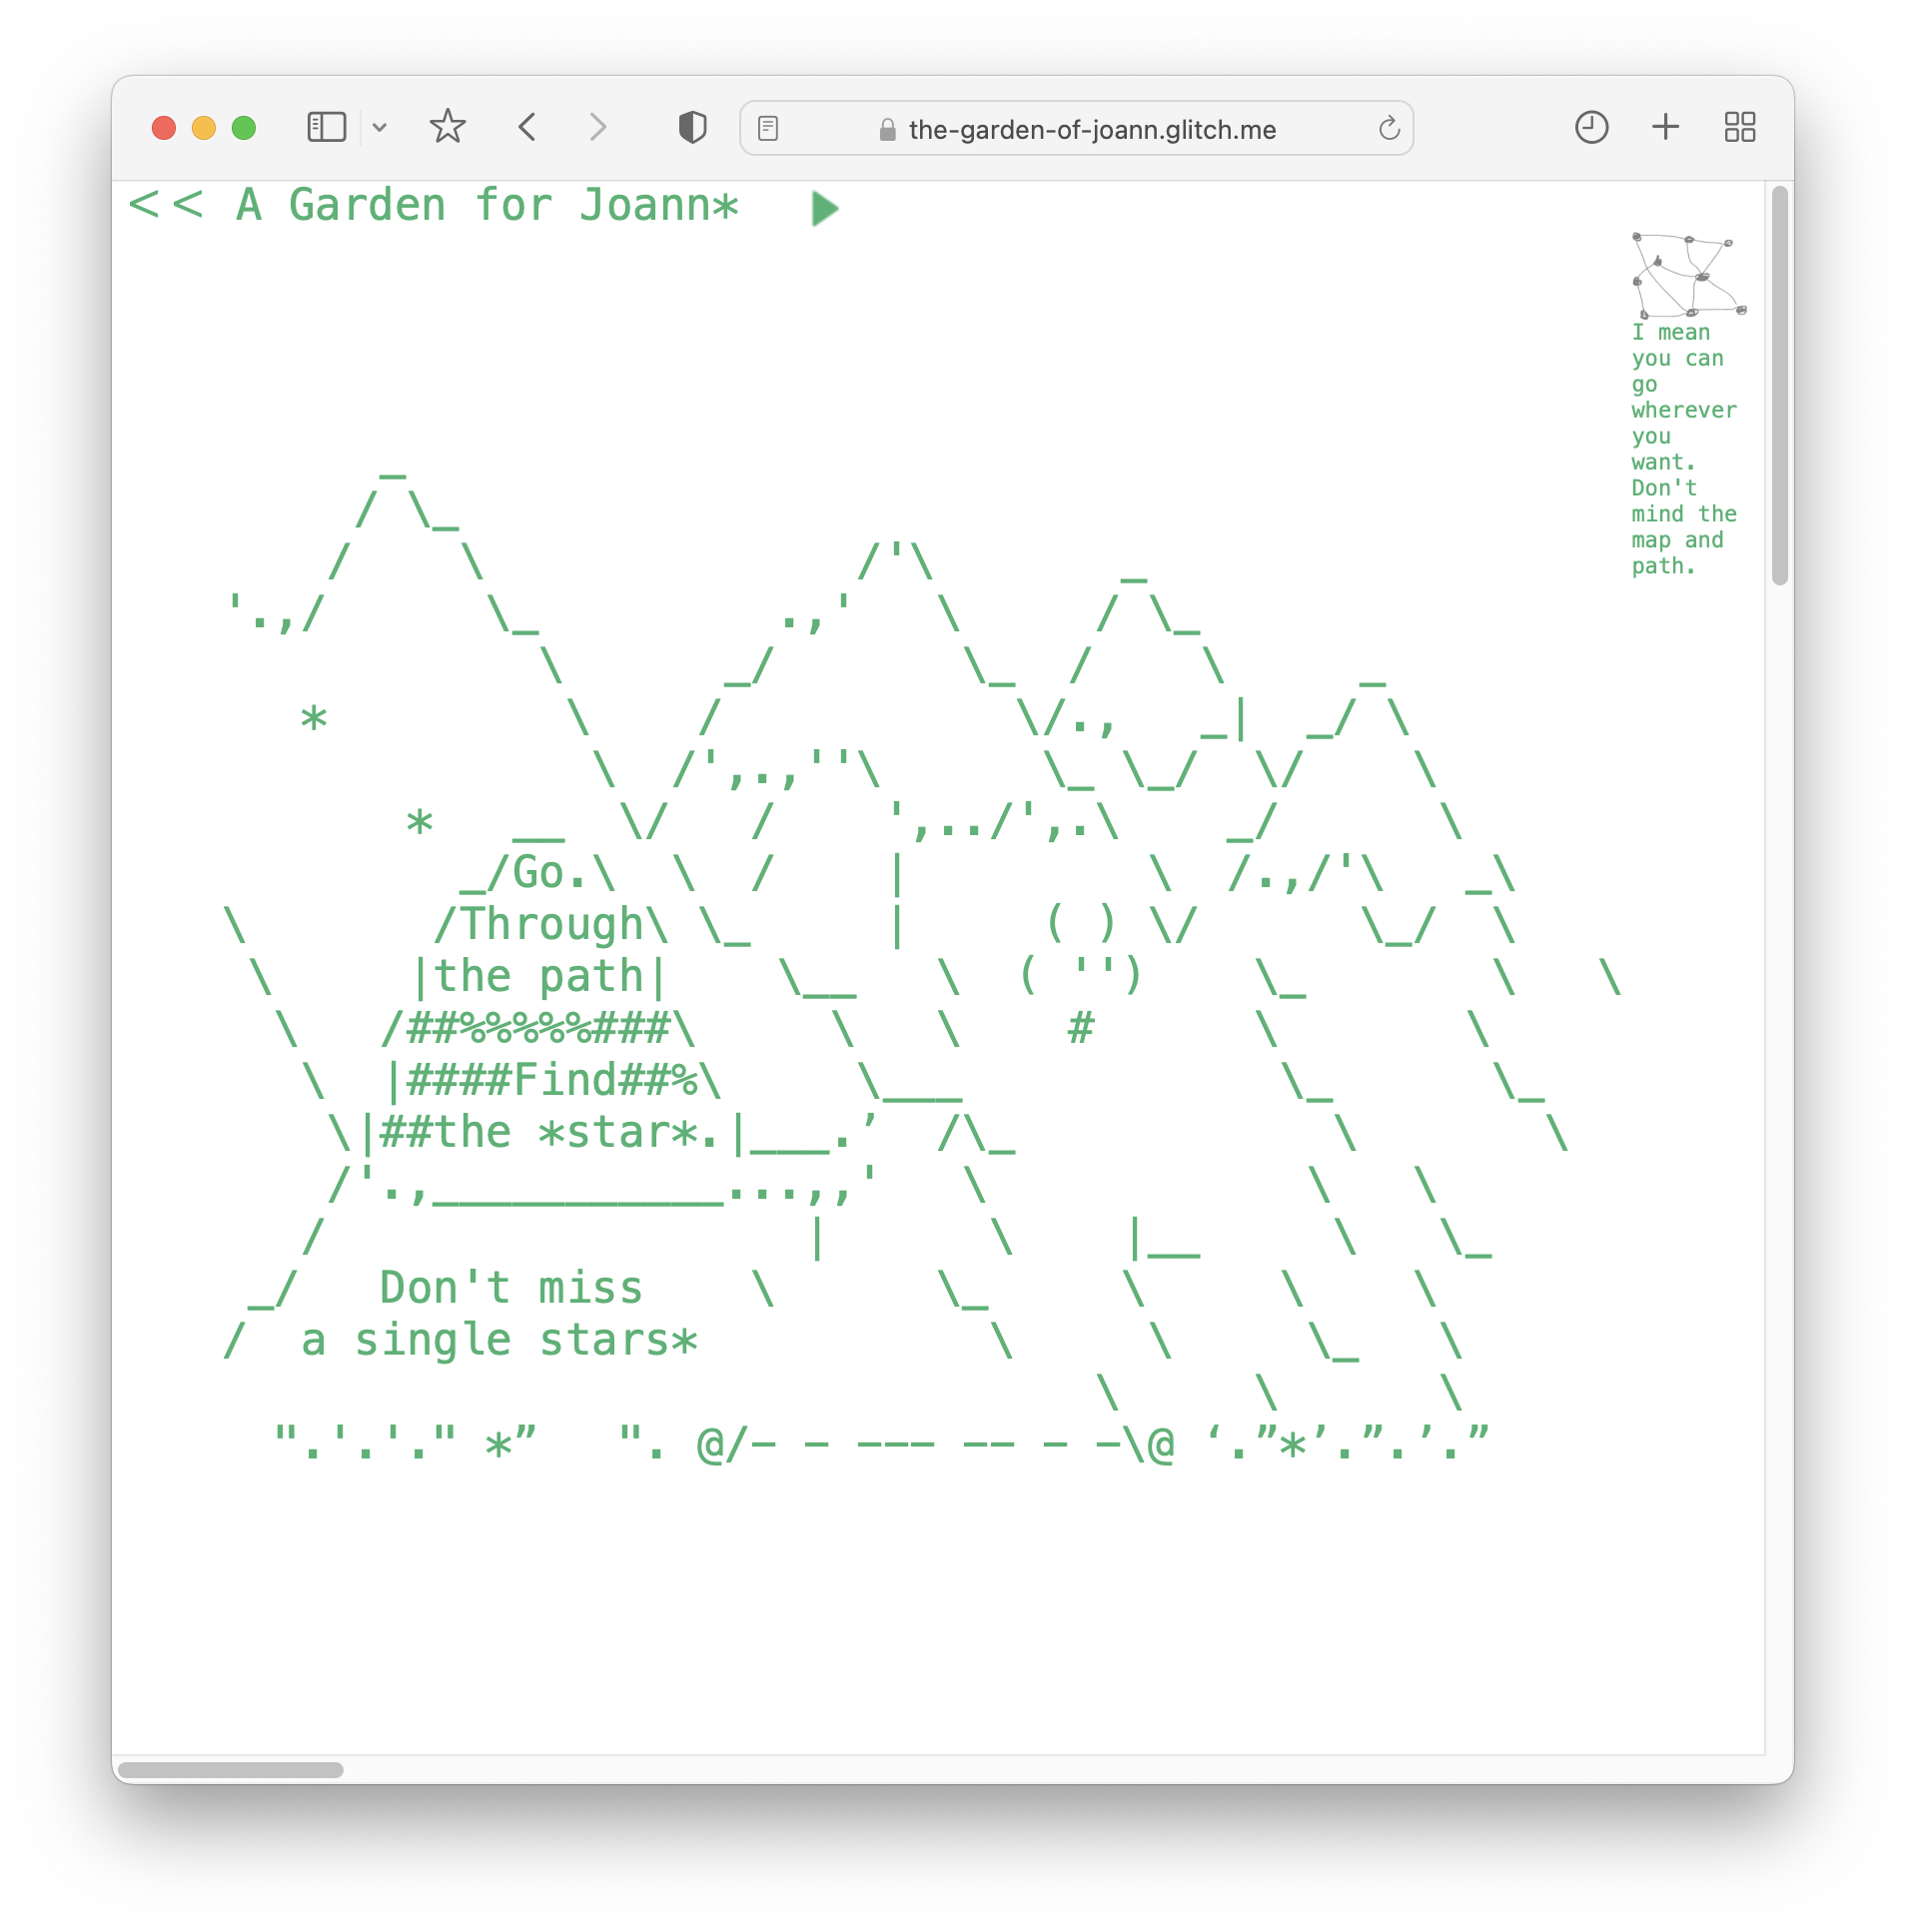 the-garden-of-joann.glitch.me
<< A Garden for Joann*
I mean
you can
go
wherever
you
want.
Don't
mind the
map and
path.
Go.
Through
the path
##%%%%%###
####Find##%
##the *star*.
Don't miss
a single stars*